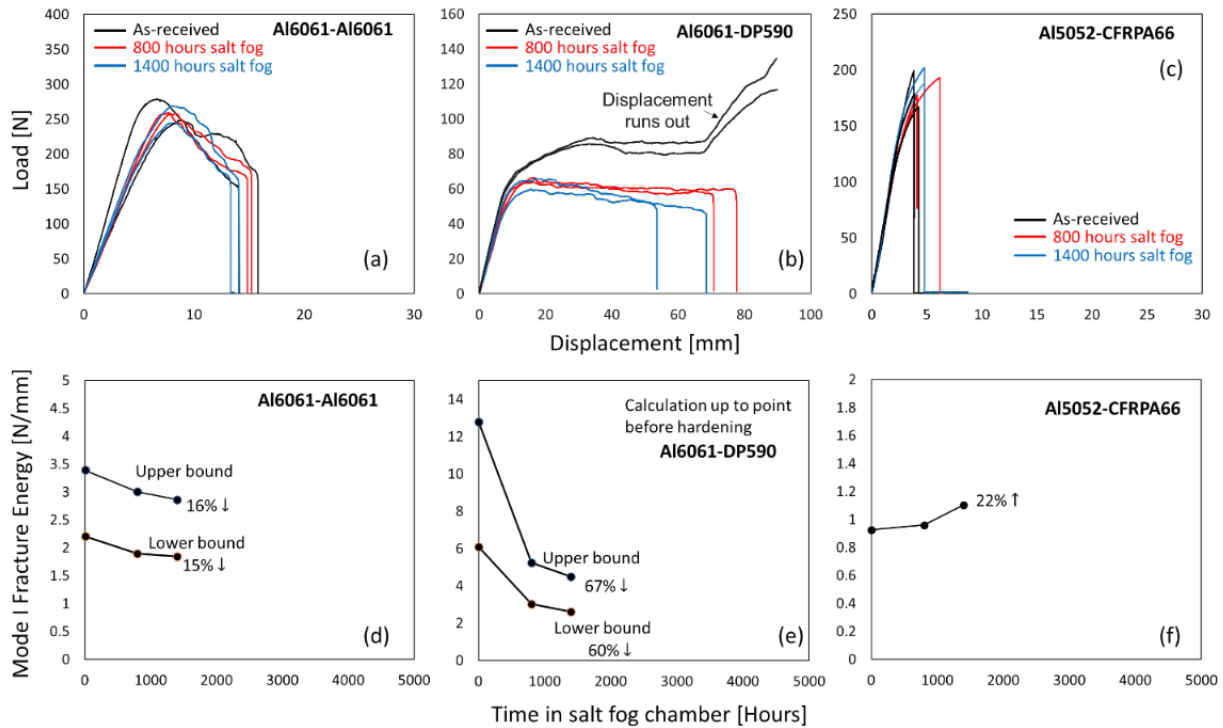 As-received
800 hours salt fog
1400 hours salt fog
Al6061-Al6061
400
350
300
250
200
150
100
50
0
0
10
20
30
(a)
Load [N]
As-received
800 hours salt fog
1400 hours salt fog
Al6061-DP590
Displacement
runs out
160
140
120
100
80
60
40
20
0
0
20
40
60
80
100
(b)
Al5052-CFRPA66
(c)
250
200
150
100
50
0
As-received
800 hours salt fog
1400 hours salt fog
0
5
10
15
20
25
30
Displacement [mm]
Mode I Fracture Energy [N/mm]
5
4.5
4
3.5
3
2.5
2
1.5
1
0.5
0
Al6061-Al6061
Upper bound
16%↓
Lower bound
15%↓
(d)
0
1000
2000
3000
4000
5000
14
12
10
8
6
4
2
0
Calculation up to point
before hardening
Al6061-DP590
Upper bound
67%↓
Lower bound
60%↓
(e)
0
1000
2000
3000
4000
5000
2
1.8
1.6
1.4
1.2
1
0.8
0.6
0.4
0.2
0
Al5052-CFRPA66
22%↑
(f)
0
1000
2000
3000
4000
5000
Time in salt fog chamber [Hours]